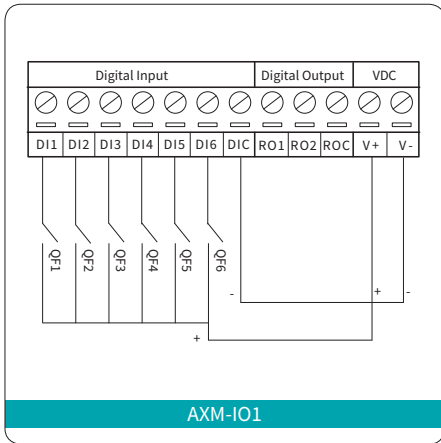 Digital Input Digital Output VDC
DI1 DI2 DI3 DI4 DI5 DI6 DIC RO1 RO2 ROC V+ V-
QF1 QF2 QF3 QF4 QF5 QF6
- + -
+
AXM-IO1